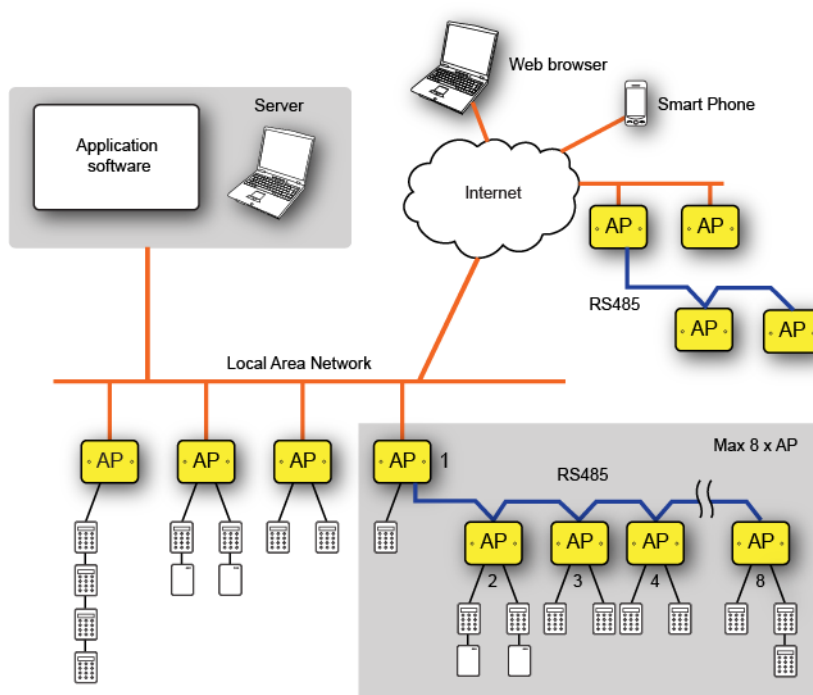 Web browser
Server
Smart Phone
Application
software
Internet
AP
AP
RS485
AP
AP
Local Area Network
Max 8 x AP
AP
AP
AP
AP
1
RS485
AP
AP
AP
AP
2
3
4
8